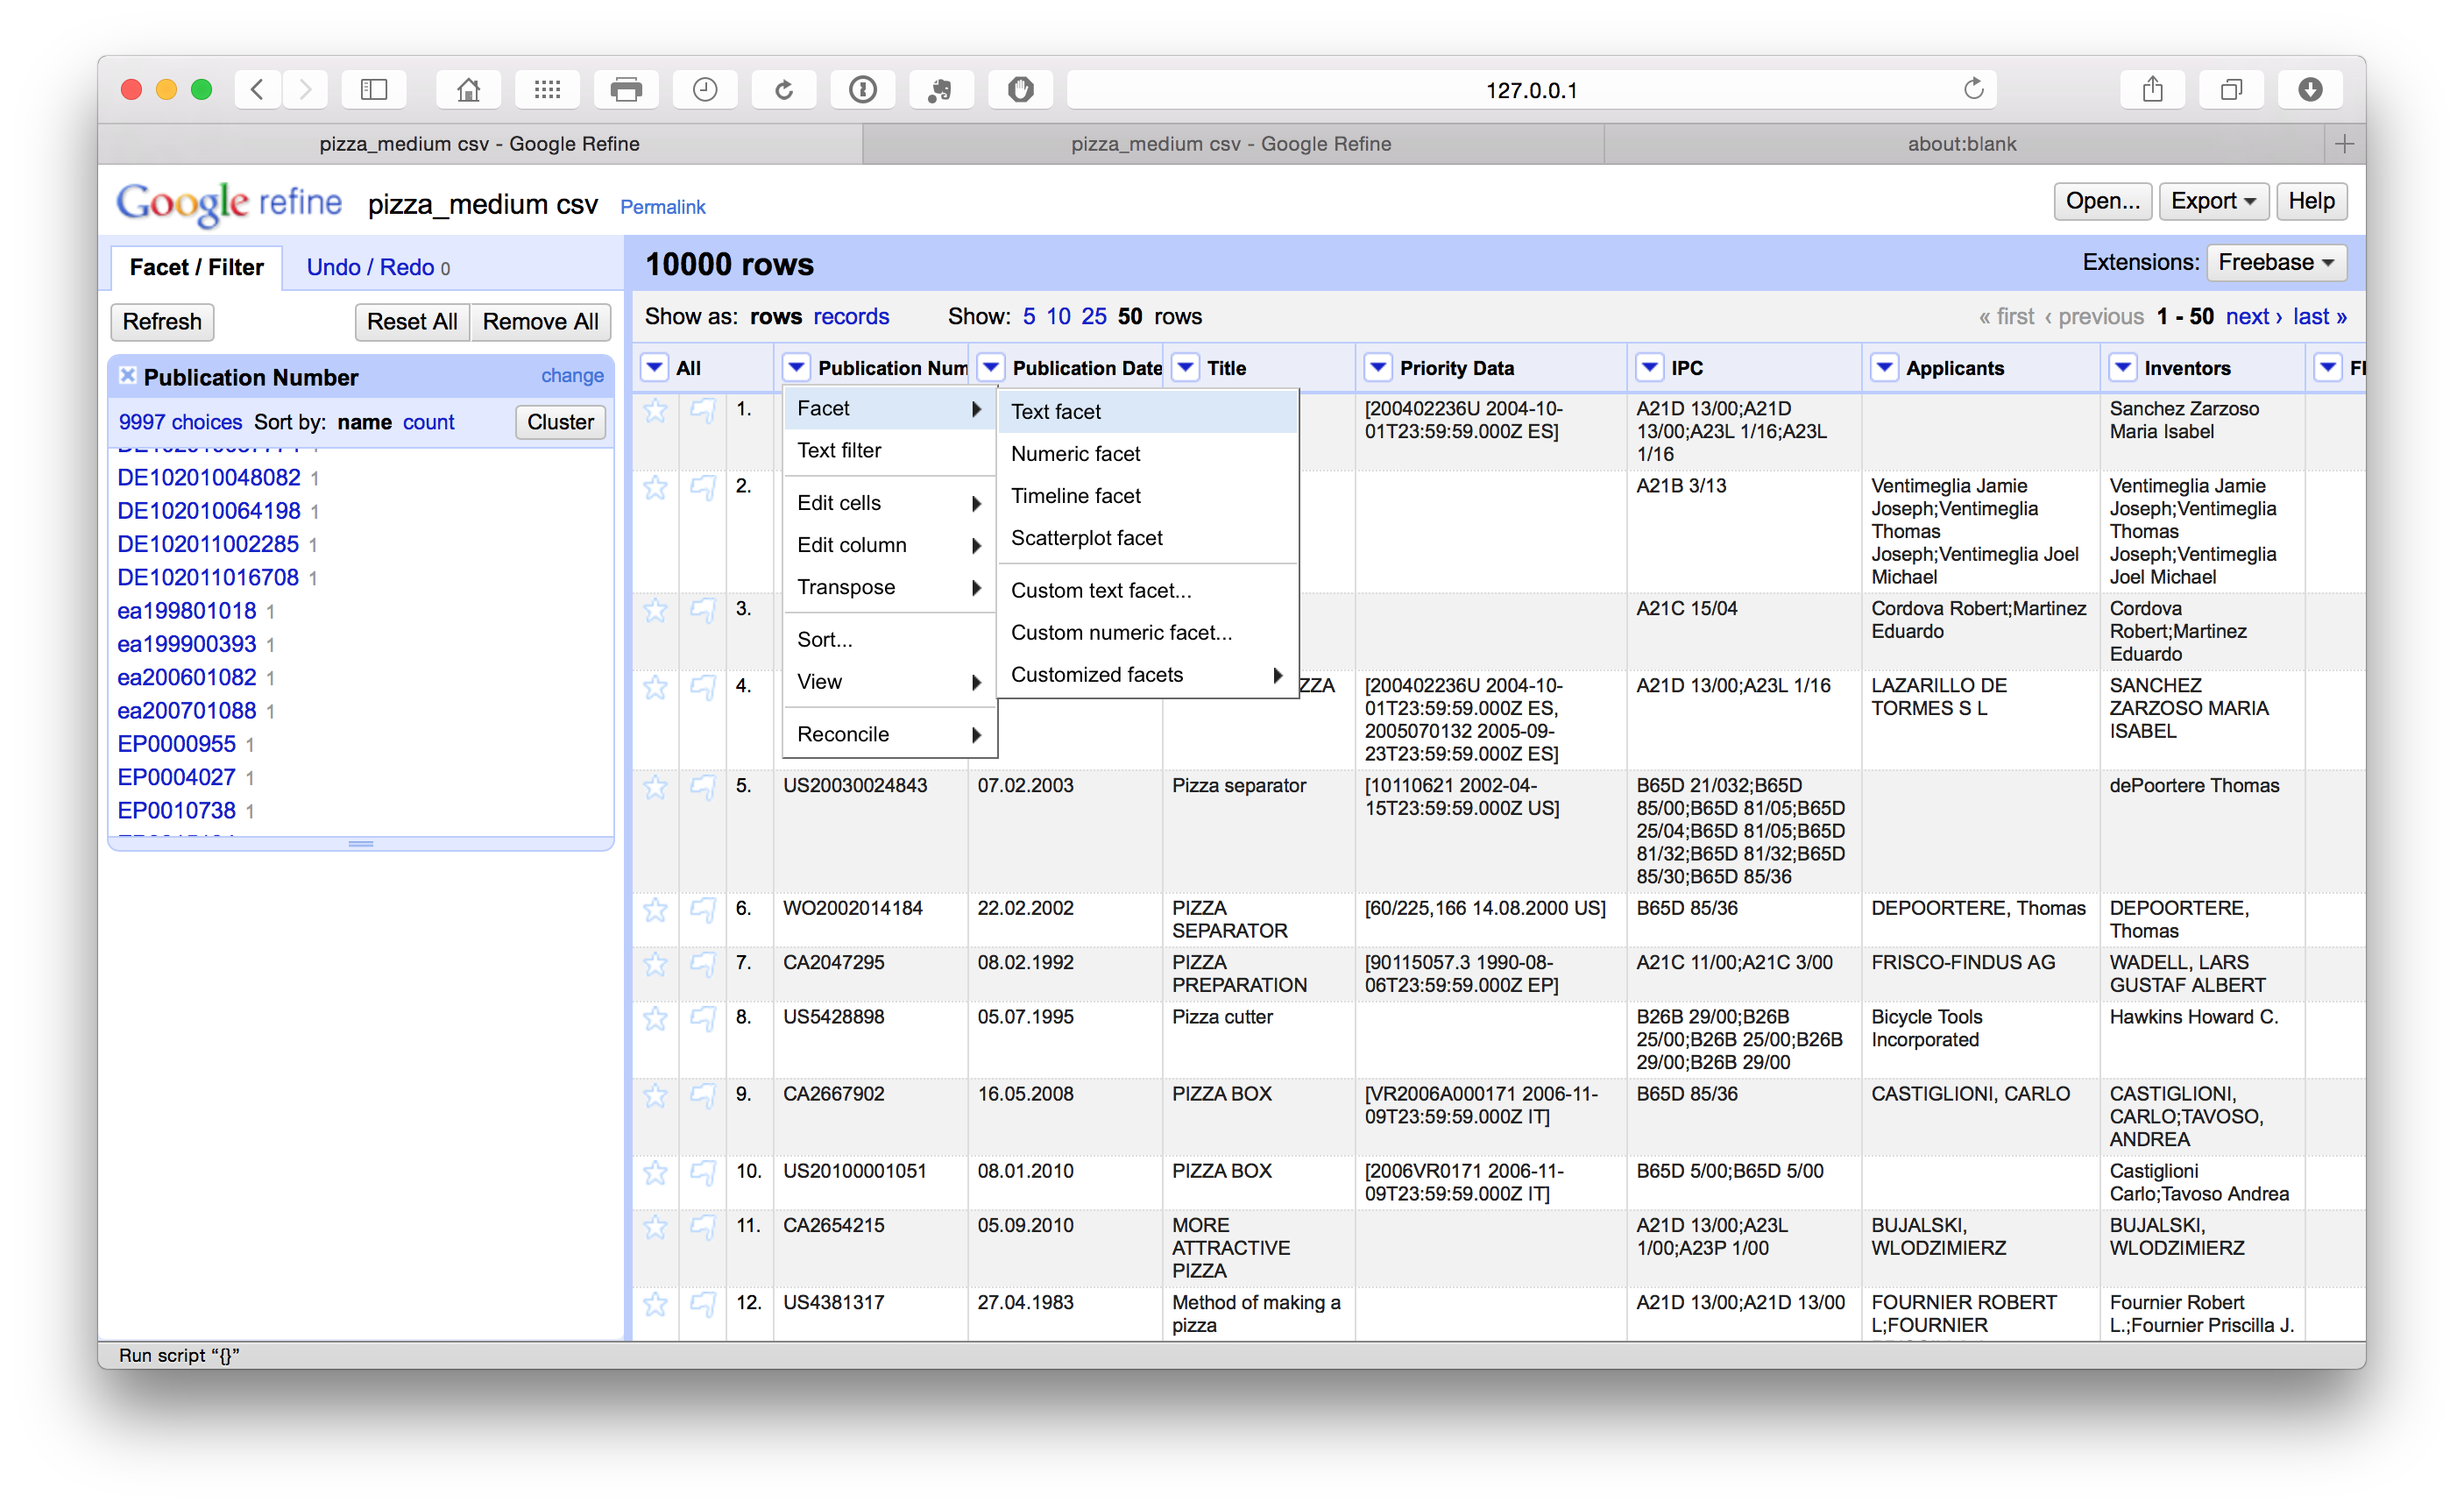 127.0.0.1
pizza_medium csv - Google Refine
pizza_medium csv - Google Refine
about:blank
Google refine pizza_medium csv Permalink
Open... Export Help
Facet / Filter Undo / Redo 0
10000 rows
Extensions: Freebase
Refresh Reset All Remove All
Show as: rows records Show: 5 10 25 50 rows
« first ‹ previous 1 - 50 next › last »
Publication Number change
9997 choices Sort by: name count Cluster
DE102010048082 1
DE102010064198 1
DE102011002285 1
DE102011016708 1
ea199801018 1
ea199900393 1
ea200601082 1
ea200701088 1
EP0000955 1
EP0004027 1
EP0010738 1
All Publication Num Publication Date Title Priority Data IPC Applicants Inventors
Facet
Text filter
Edit cells
Edit column
Transpose
Sort...
View
Reconcile
Text facet
Numeric facet
Timeline facet
Scatterplot facet
Custom text facet...
Custom numeric facet...
Customized facets
1.
[200402236U 2004-10-
01T23:59:59.000Z ES]
A21D 13/00;A21D
13/00;A23L 1/16;A23L
1/16
Sanchez Zarzoso
Maria Isabel
2.
A21B 3/13
Ventimeglia Jamie
Joseph;Ventimeglia
Thomas
Joseph;Ventimeglia Joel
Michael
Ventimeglia Jamie
Joseph;Ventimeglia
Thomas
Joseph;Ventimeglia
Joel Michael
3.
A21C 15/04
Cordova Robert;Martinez
Eduardo
Cordova
Robert;Martinez
Eduardo
4.
ZZA
[200402236U 2004-10-
01T23:59:59.000Z ES,
2005070132 2005-09-
23T23:59:59.000Z ES]
A21D 13/00;A23L 1/16
LAZARILLO DE
TORMES S L
SANCHEZ
ZARZOSO MARIA
ISABEL
5.
US20030024843
07.02.2003
Pizza separator
[10110621 2002-04-
15T23:59:59.000Z US]
B65D 21/032;B65D
85/00;B65D 81/05;B65D
25/04;B65D 81/05;B65D
81/32;B65D 81/32;B65D
85/30;B65D 85/36
dePoortere Thomas
6.
WO2002014184
22.02.2002
PIZZA
SEPARATOR
[60/225,166 14.08.2000 US]
B65D 85/36
DEPOORTERE, Thomas
DEPOORTERE,
Thomas
7.
CA2047295
08.02.1992
PIZZA
PREPARATION
[90115057.3 1990-08-
06T23:59:59.000Z EP]
A21C 11/00;A21C 3/00
FRISCO-FINDUS AG
WADELL, LARS
GUSTAF ALBERT
8.
US5428898
05.07.1995
Pizza cutter
B26B 29/00;B26B
25/00;B26B 25/00;B26B
29/00;B26B 29/00
Bicycle Tools
Incorporated
Hawkins Howard C.
9.
CA2667902
16.05.2008
PIZZA BOX
[VR2006A000171 2006-11-
09T23:59:59.000Z IT]
B65D 85/36
CASTIGLIONI, CARLO
CASTIGLIONI,
CARLO;TAVOSO,
ANDREA
10.
US20100001051
08.01.2010
PIZZA BOX
[2006VR0171 2006-11-
09T23:59:59.000Z IT]
B65D 5/00;B65D 5/00
Castiglioni
Carlo;Tavoso Andrea
11.
CA2654215
05.09.2010
MORE
ATTRACTIVE
PIZZA
A21D 13/00;A23L
1/00;A23P 1/00
BUJALSKI,
WLODZIMIERZ
BUJALSKI,
WLODZIMIERZ
12.
US4381317
27.04.1983
Method of making a
pizza
A21D 13/00;A21D 13/00
FOURNIER ROBERT
L;FOURNIER
Fournier Robert
L.;Fournier Priscilla J.
Run script “{}”